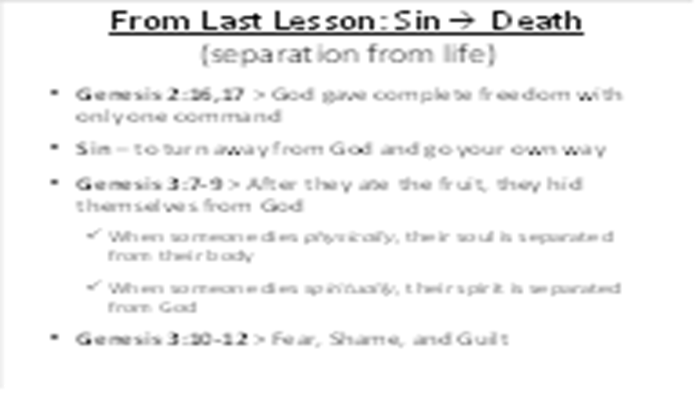 From Last Lesson: Sin → Death
(separation from life)
• Genesis 2:16,17 > God gave complete freedom with
only one command
• Sin – to turn away from God and go your own way
• Genesis 3:7-9 > After they ate the fruit, they hid
themselves from God
✓ When someone dies physically, their soul is separated
from their body
✓ When someone dies spiritually, their spirit is separated
from God
• Genesis 3:10-12 > Fear, Shame, and Guilt